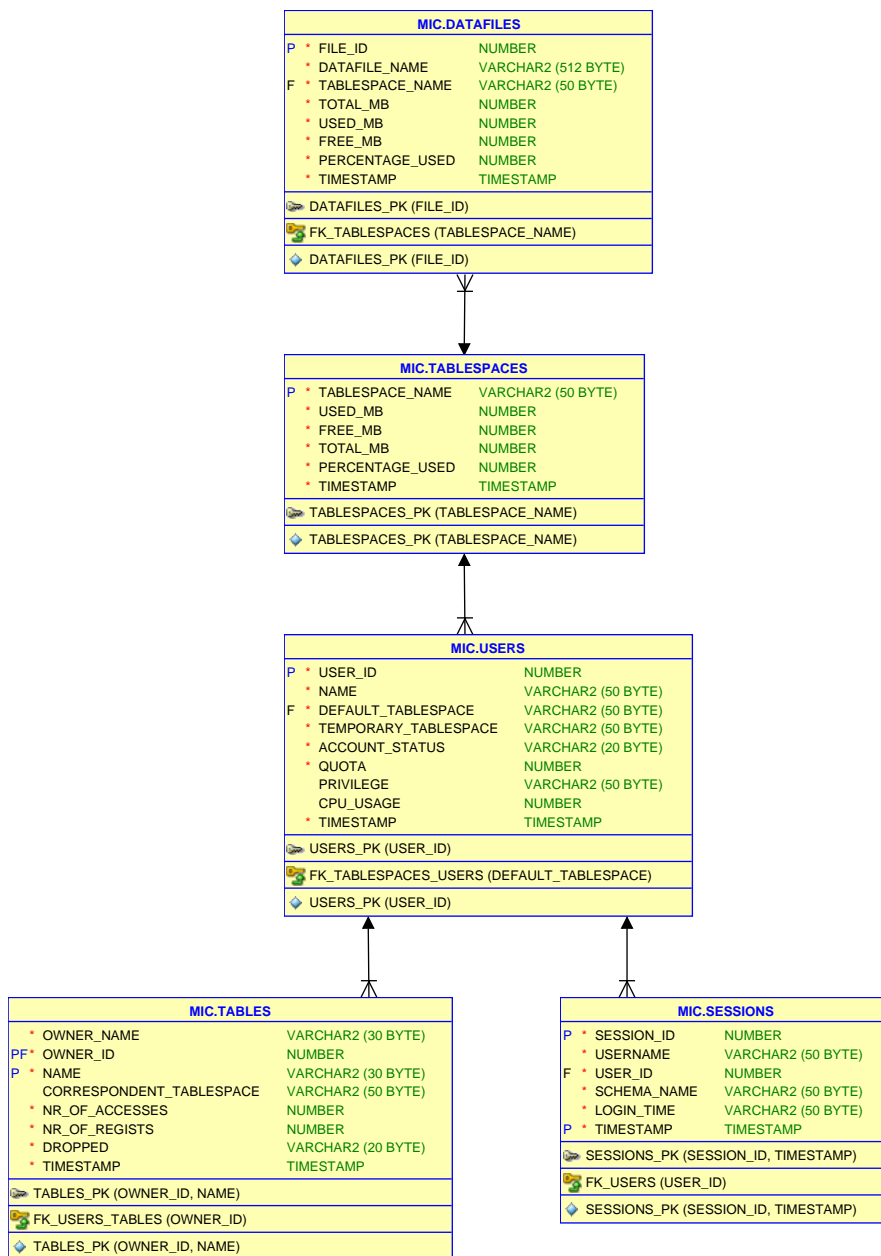 MIC.DATAFILES
P * FILE_ID NUMBER
* DATAFILE_NAME VARCHAR2 (512 BYTE)
F * TABLESPACE_NAME VARCHAR2 (50 BYTE)
* TOTAL_MB NUMBER
* USED_MB NUMBER
* FREE_MB NUMBER
* PERCENTAGE_USED NUMBER
* TIMESTAMP TIMESTAMP
DATAFILES_PK (FILE_ID)
FK_TABLESPACES (TABLESPACE_NAME)
DATAFILES_PK (FILE_ID)
MIC.TABLESPACES
P * TABLESPACE_NAME VARCHAR2 (50 BYTE)
* USED_MB NUMBER
* FREE_MB NUMBER
* TOTAL_MB NUMBER
* PERCENTAGE_USED NUMBER
* TIMESTAMP TIMESTAMP
TABLESPACES_PK (TABLESPACE_NAME)
TABLESPACES_PK (TABLESPACE_NAME)
MIC.USERS
P * USER_ID NUMBER
* NAME VARCHAR2 (50 BYTE)
F * DEFAULT_TABLESPACE VARCHAR2 (50 BYTE)
* TEMPORARY_TABLESPACE VARCHAR2 (50 BYTE)
* ACCOUNT_STATUS VARCHAR2 (20 BYTE)
* QUOTA NUMBER
PRIVILEGE VARCHAR2 (50 BYTE)
CPU_USAGE NUMBER
* TIMESTAMP TIMESTAMP
USERS_PK (USER_ID)
FK_TABLESPACES_USERS (DEFAULT_TABLESPACE)
USERS_PK (USER_ID)
MIC.TABLES
* OWNER_NAME VARCHAR2 (30 BYTE)
PF * OWNER_ID NUMBER
P * NAME VARCHAR2 (30 BYTE)
CORRESPONDENT_TABLESPACE VARCHAR2 (50 BYTE)
* NR_OF_ACCESSES NUMBER
* NR_OF_REGISTS NUMBER
* DROPPED VARCHAR2 (20 BYTE)
* TIMESTAMP TIMESTAMP
TABLES_PK (OWNER_ID, NAME)
FK_USERS_TABLES (OWNER_ID)
TABLES_PK (OWNER_ID, NAME)
MIC.SESSIONS
P * SESSION_ID NUMBER
* USERNAME VARCHAR2 (50 BYTE)
F * USER_ID NUMBER
* SCHEMA_NAME VARCHAR2 (50 BYTE)
* LOGIN_TIME VARCHAR2 (50 BYTE)
P * TIMESTAMP TIMESTAMP
SESSIONS_PK (SESSION_ID, TIMESTAMP)
FK_USERS (USER_ID)
SESSIONS_PK (SESSION_ID, TIMESTAMP)